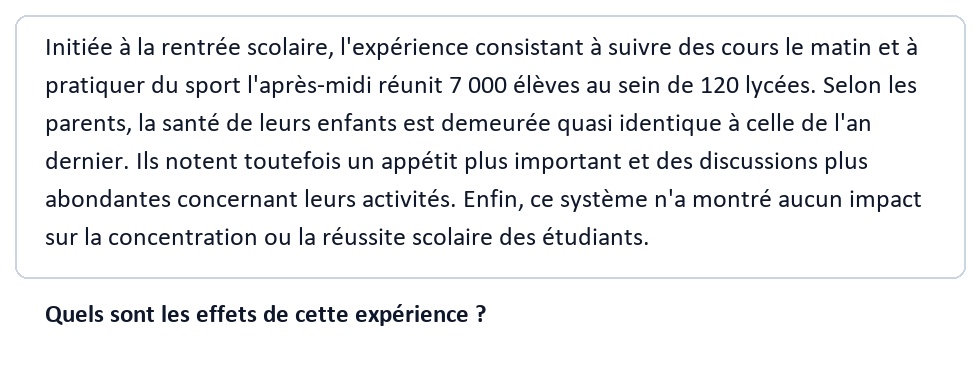 Initiée à la rentrée scolaire, l'expérience consistant à suivre des cours le matin et à
pratiquer du sport l'après-midi réunit 7 000 élèves au sein de 120 lycées. Selon les
parents, la santé de leurs enfants est demeurée quasi identique à celle de l'an
dernier. Ils notent toutefois un appétit plus important et des discussions plus
abondantes concernant leurs activités. Enfin, ce système n'a montré aucun impact
sur la concentration ou la réussite scolaire des étudiants.
Quels sont les effets de cette expérience ?